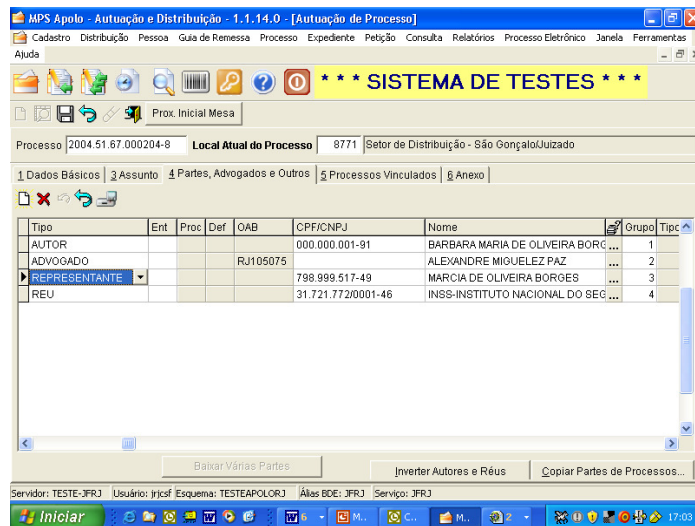 MPS Apolo - Autuação e Distribuição - 1.1.14.0 - [Autuação de Processo]
Cadastro Distribuição Pessoa Guia de Remessa Processo Expediente Petição Consulta Relatórios Processo Eletrônico Janela Ferramentas
Ajuda
* * * SISTEMA DE TESTES * * *
Prox. Inicial Mesa
Processo 2004.51.67.000204-8 Local Atual do Processo 8771 Setor de Distribuição - São Gonçalo/Juizado
1 Dados Básicos 3 Assunto 4 Partes, Advogados e Outros 5 Processos Vinculados 6 Anexo
Tipo Ent Proc Def OAB CPF/CNPJ Nome Grupo Tipo
AUTOR 000.000.001-91 BARBARA MARIA DE OLIVEIRA BORG ... 1
ADVOGADO RJ105075 ALEXANDRE MIGUELEZ PAZ ... 2
REPRESENTANTE 798.999.517-49 MARCIA DE OLIVEIRA BORGES ... 3
REU 31.721.772/0001-46 INSS-INSTITUTO NACIONAL DO SEG ... 4
Baixar Várias Partes Inverter Autores e Réus Copiar Partes de Processos...
Servidor: TESTE-JFRJ Usuário: jrjcsf Esquema: TESTEAPOLORJ Álias BDE: JFRJ Serviço: JFRJ
Iniciar 6 M.. C.. M.. 2 17:03